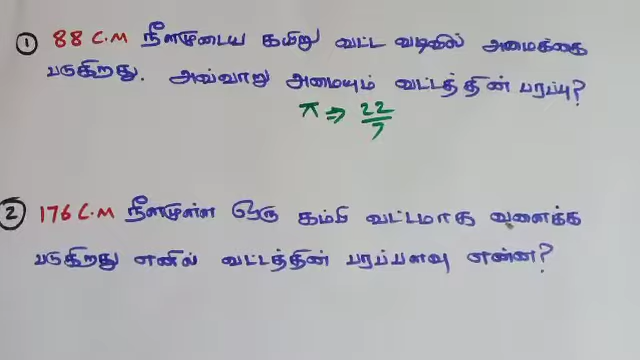 ① 88 C.M நீளமுடைய கயிறு வட்ட வடிவில் அமைக்கப்
படுகிறது. அவ்வாறு அமையும் வட்டத்தின் பரப்பு?
π ⇒ 22/7
② 176 C.M நீளமுள்ள ஒரு கம்பி வட்டமாக வளைக்க
படுகிறது எனில் வட்டத்தின் பரப்பளவு என்ன?